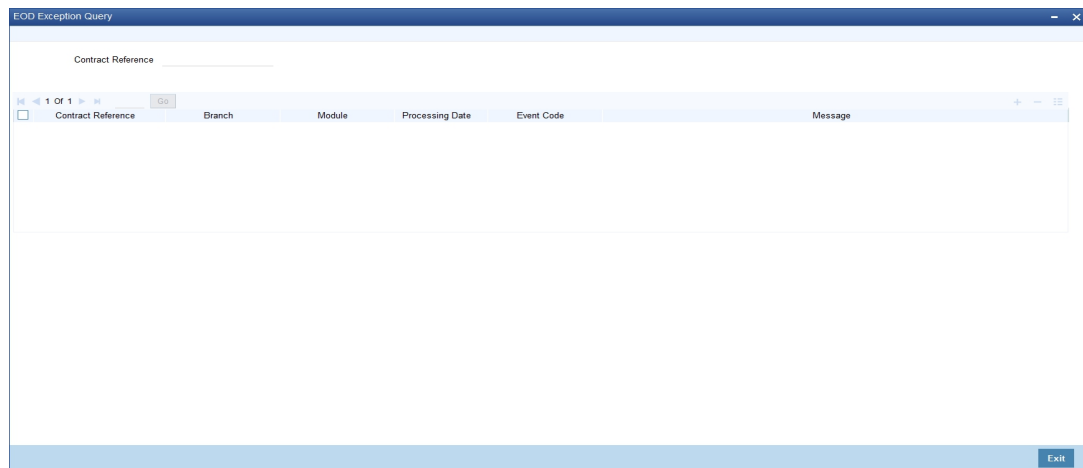 EOD Exception Query
Contract Reference
1 Of 1 Go
Contract Reference Branch Module Processing Date Event Code Message
Exit